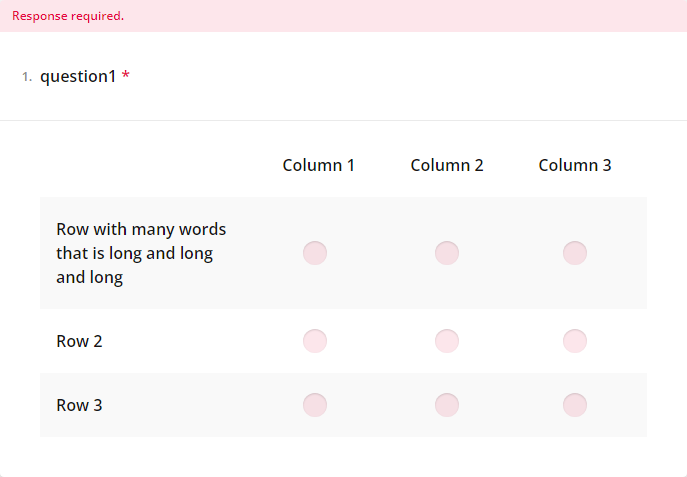 Response required.
1. question1 *
Column 1 Column 2 Column 3
Row with many words
that is long and long
and long
Row 2
Row 3